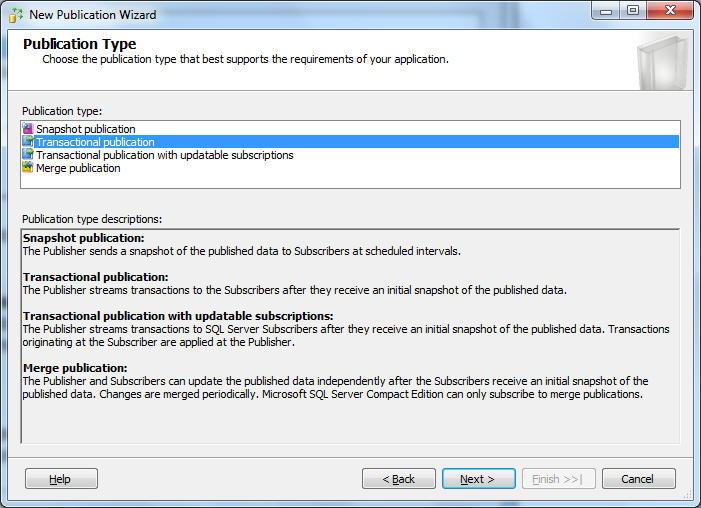 New Publication Wizard
Publication Type
Choose the publication type that best supports the requirements of your application.
Publication type:
Snapshot publication
Transactional publication
Transactional publication with updatable subscriptions
Merge publication
Publication type descriptions:
Snapshot publication:
The Publisher sends a snapshot of the published data to Subscribers at scheduled intervals.
Transactional publication:
The Publisher streams transactions to the Subscribers after they receive an initial snapshot of the published data.
Transactional publication with updatable subscriptions:
The Publisher streams transactions to SQL Server Subscribers after they receive an initial snapshot of the published data. Transactions
originating at the Subscriber are applied at the Publisher.
Merge publication:
The Publisher and Subscribers can update the published data independently after the Subscribers receive an initial snapshot of the
published data. Changes are merged periodically. Microsoft SQL Server Compact Edition can only subscribe to merge publications.
Help
< Back
Next >
Finish >>|
Cancel